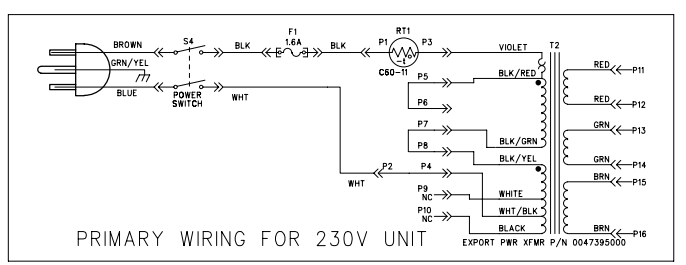 BROWN
S4
BLK
F1
1.6A
BLK
P1
RT1
-t
C60-11
P3
VIOLET
T2
GRN/YEL
BLUE
POWER
SWITCH
WHT
P5
BLK/RED
P6
P7
BLK/GRN
P8
BLK/YEL
WHT
P2
P4
P9
NC
WHITE
WHT/BLK
P10
NC
BLACK
RED
P11
RED
P12
GRN
P13
GRN
P14
BRN
P15
BRN
P16
PRIMARY WIRING FOR 230V UNIT
EXPORT PWR XFMR P/N 0047395000